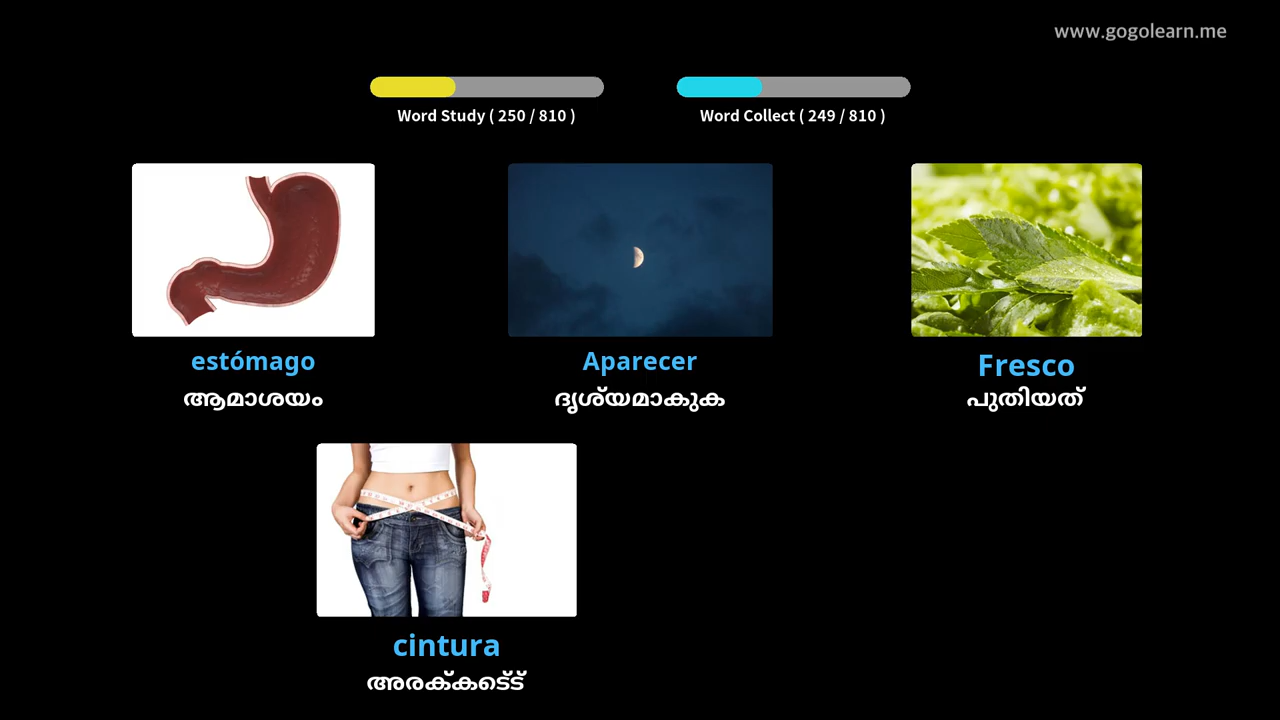 www.gogolearn.me
Word Study ( 250 / 810 )
Word Collect ( 249 / 810 )
estómago
ആമാശയം
Aparecer
ദൃശ്യമാകുക
Fresco
പുതിയത്
cintura
അരക്കെട്ട്